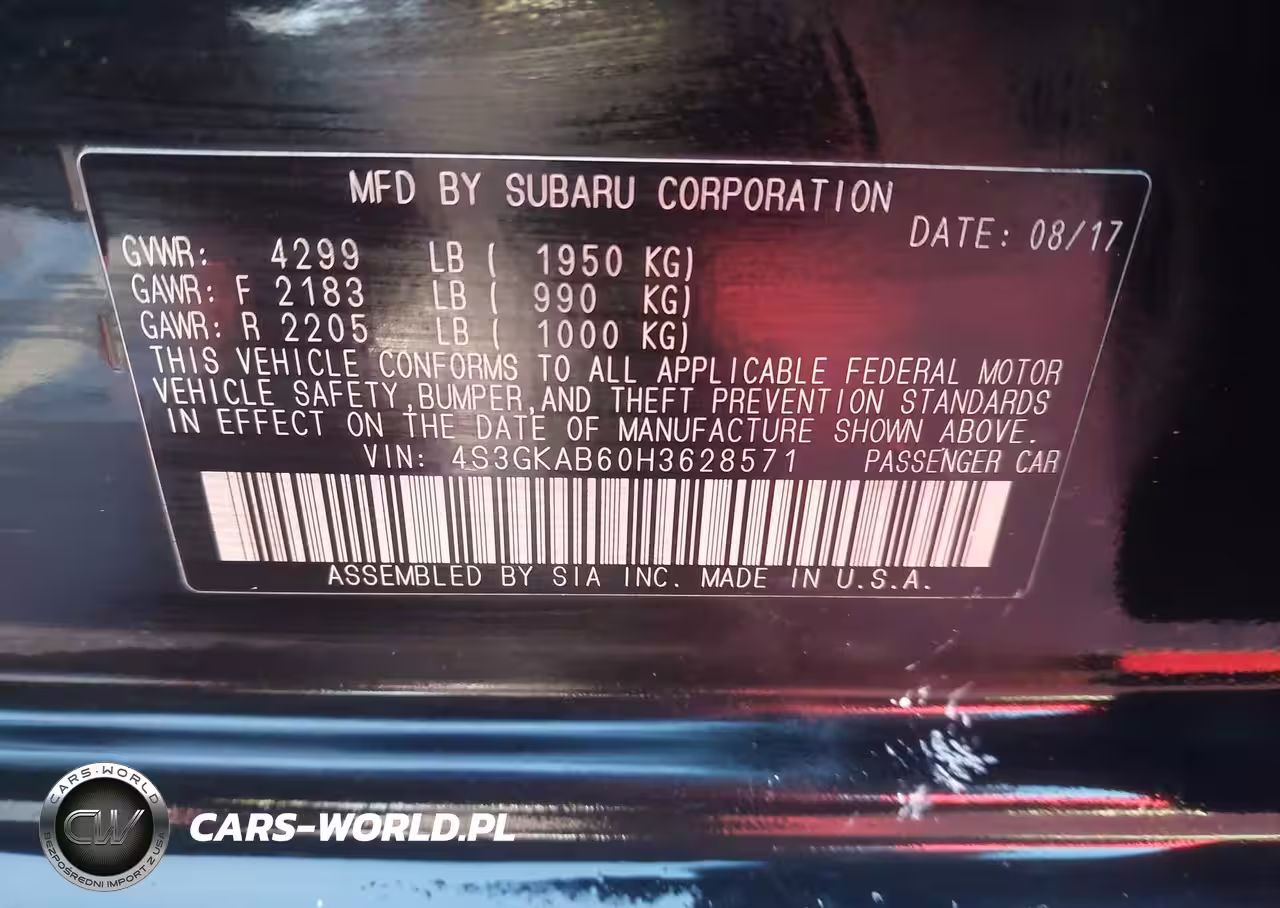 MFD BY SUBARU CORPORATION
DATE: 08/17
GVWR: 4299 LB ( 1950 KG)
GAWR: F 2183 LB ( 990 KG)
GAWR: R 2205 LB ( 1000 KG)
THIS VEHICLE CONFORMS TO ALL APPLICABLE FEDERAL MOTOR
VEHICLE SAFETY,BUMPER,AND THEFT PREVENTION STANDARDS
IN EFFECT ON THE DATE OF MANUFACTURE SHOWN ABOVE.
VIN: 4S3GKAB60H3628571 PASSENGER CAR
ASSEMBLED BY SIA INC. MADE IN U.S.A.
CARS-WORLD
CW
BEZPOŚREDNI IMPORT Z USA
CARS-WORLD.PL